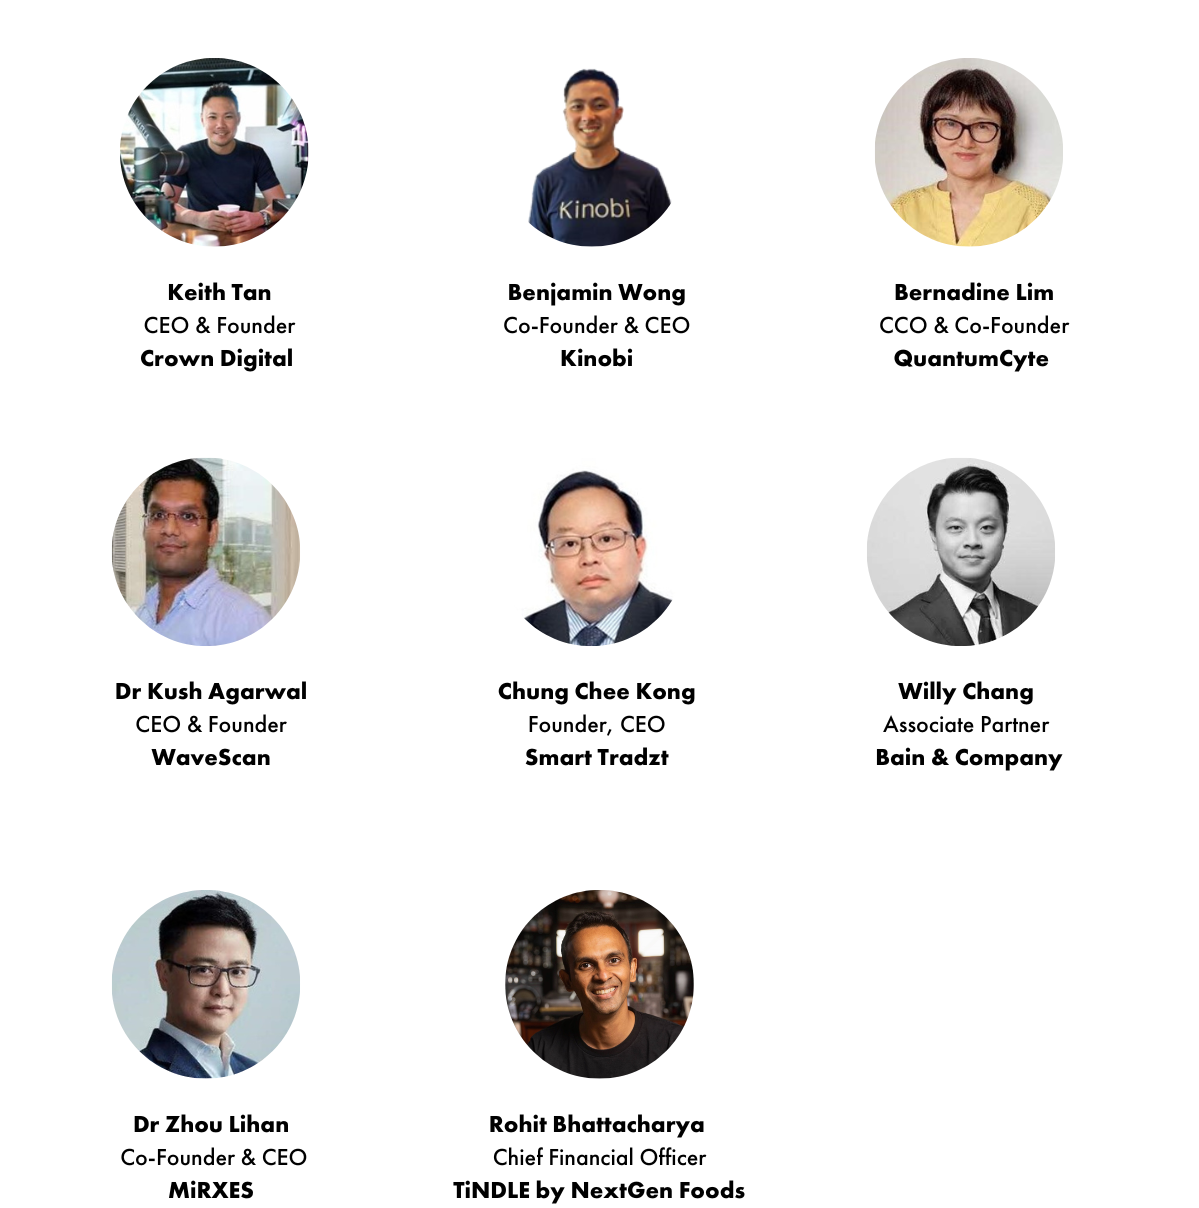 Kinobi
Keith Tan
CEO & Founder
Crown Digital
Benjamin Wong
Co-Founder & CEO
Kinobi
Bernadine Lim
CCO & Co-Founder
QuantumCyte
Dr Kush Agarwal
CEO & Founder
WaveScan
Chung Chee Kong
Founder, CEO
Smart Tradzt
Willy Chang
Associate Partner
Bain & Company
Dr Zhou Lihan
Co-Founder & CEO
MiRXES
Rohit Bhattacharya
Chief Financial Officer
TiNDLE by NextGen Foods